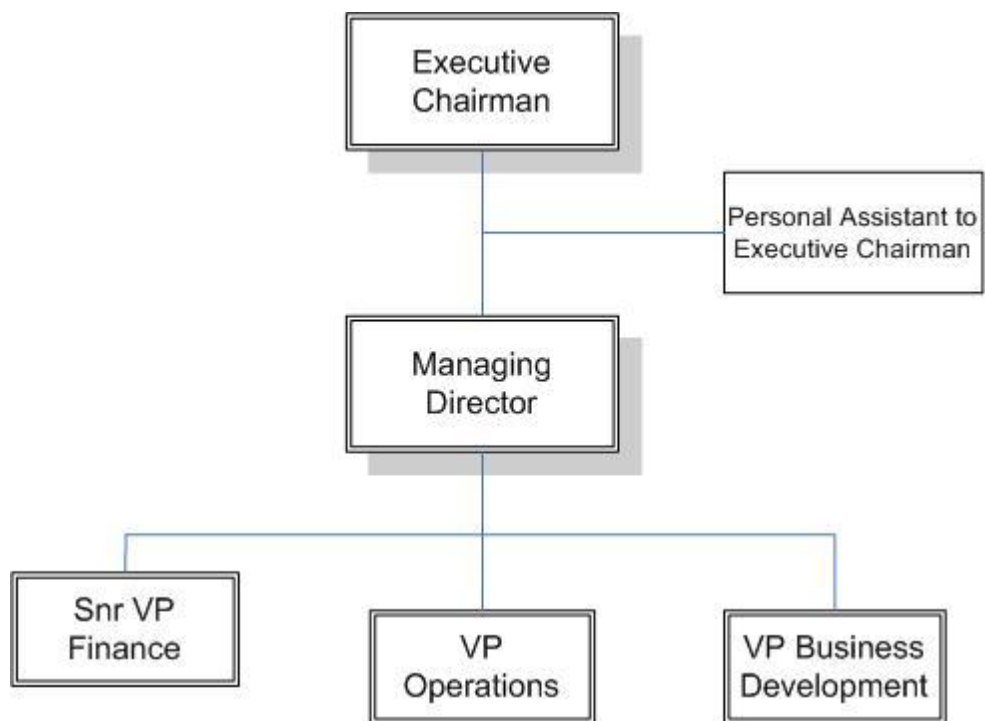 Executive
Chairman
Personal Assistant to
Executive Chairman
Managing
Director
Snr VP
Finance
VP
Operations
VP Business
Development